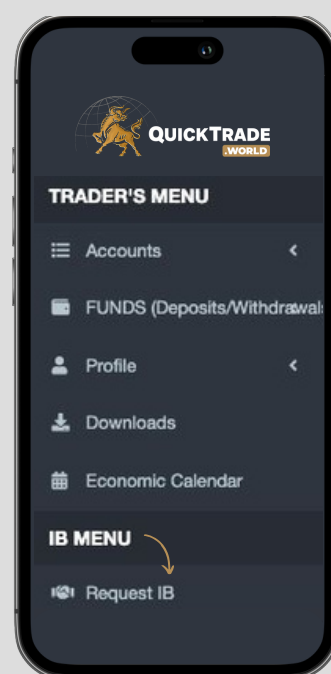 QUICKTRADE
.WORLD
TRADER'S MENU
Accounts
FUNDS (Deposits/Withdrawals
Profile
Downloads
Economic Calendar
IB MENU
Request IB